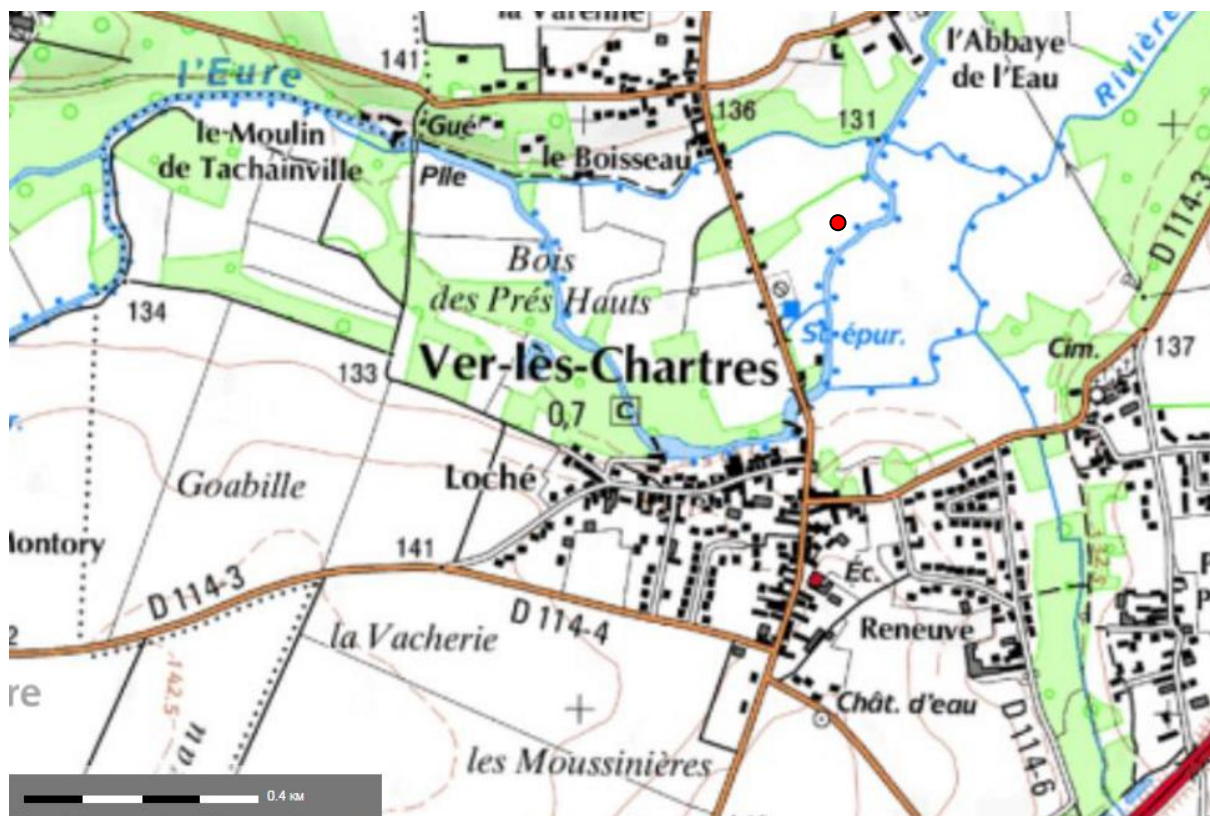 la Varenne
141
l'Abbaye
de l'Eau
Rivière
l'Eure
136
131
Gué
le Moulin
de Tachainville
le Boisseau
Plle
D 114-3
Bois
des Prés Hauts
134
St. épur.
Cim.
137
133
Ver-lès-Chartres
0,7
C
Loché
Goabille
Montory
141
132,5
D 114-3
Éc.
D 114-4
la Vacherie
Reneuve
142,5
re
Chât. d'eau
D 114-6
les Moussinières
0.4 км